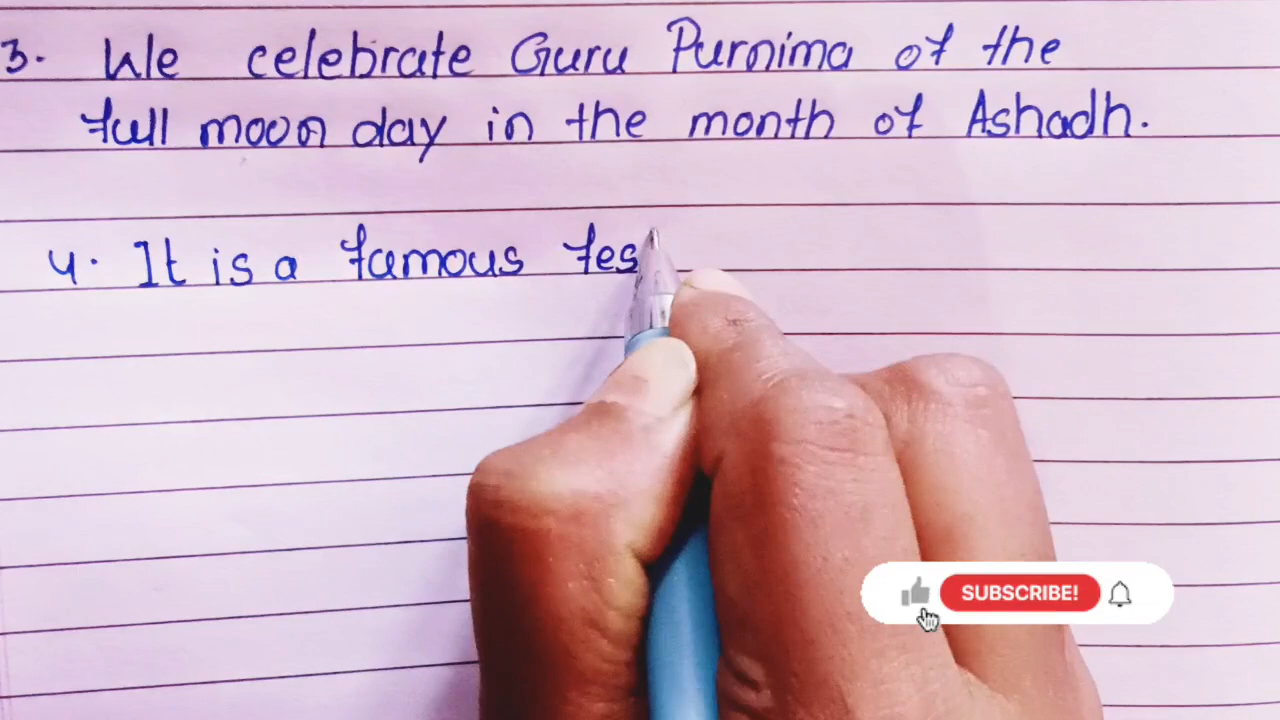 3. We celebrate Guru Purnima of the
full moon day in the month of Ashadh.
4. It is a famous fes
SUBSCRIBE!